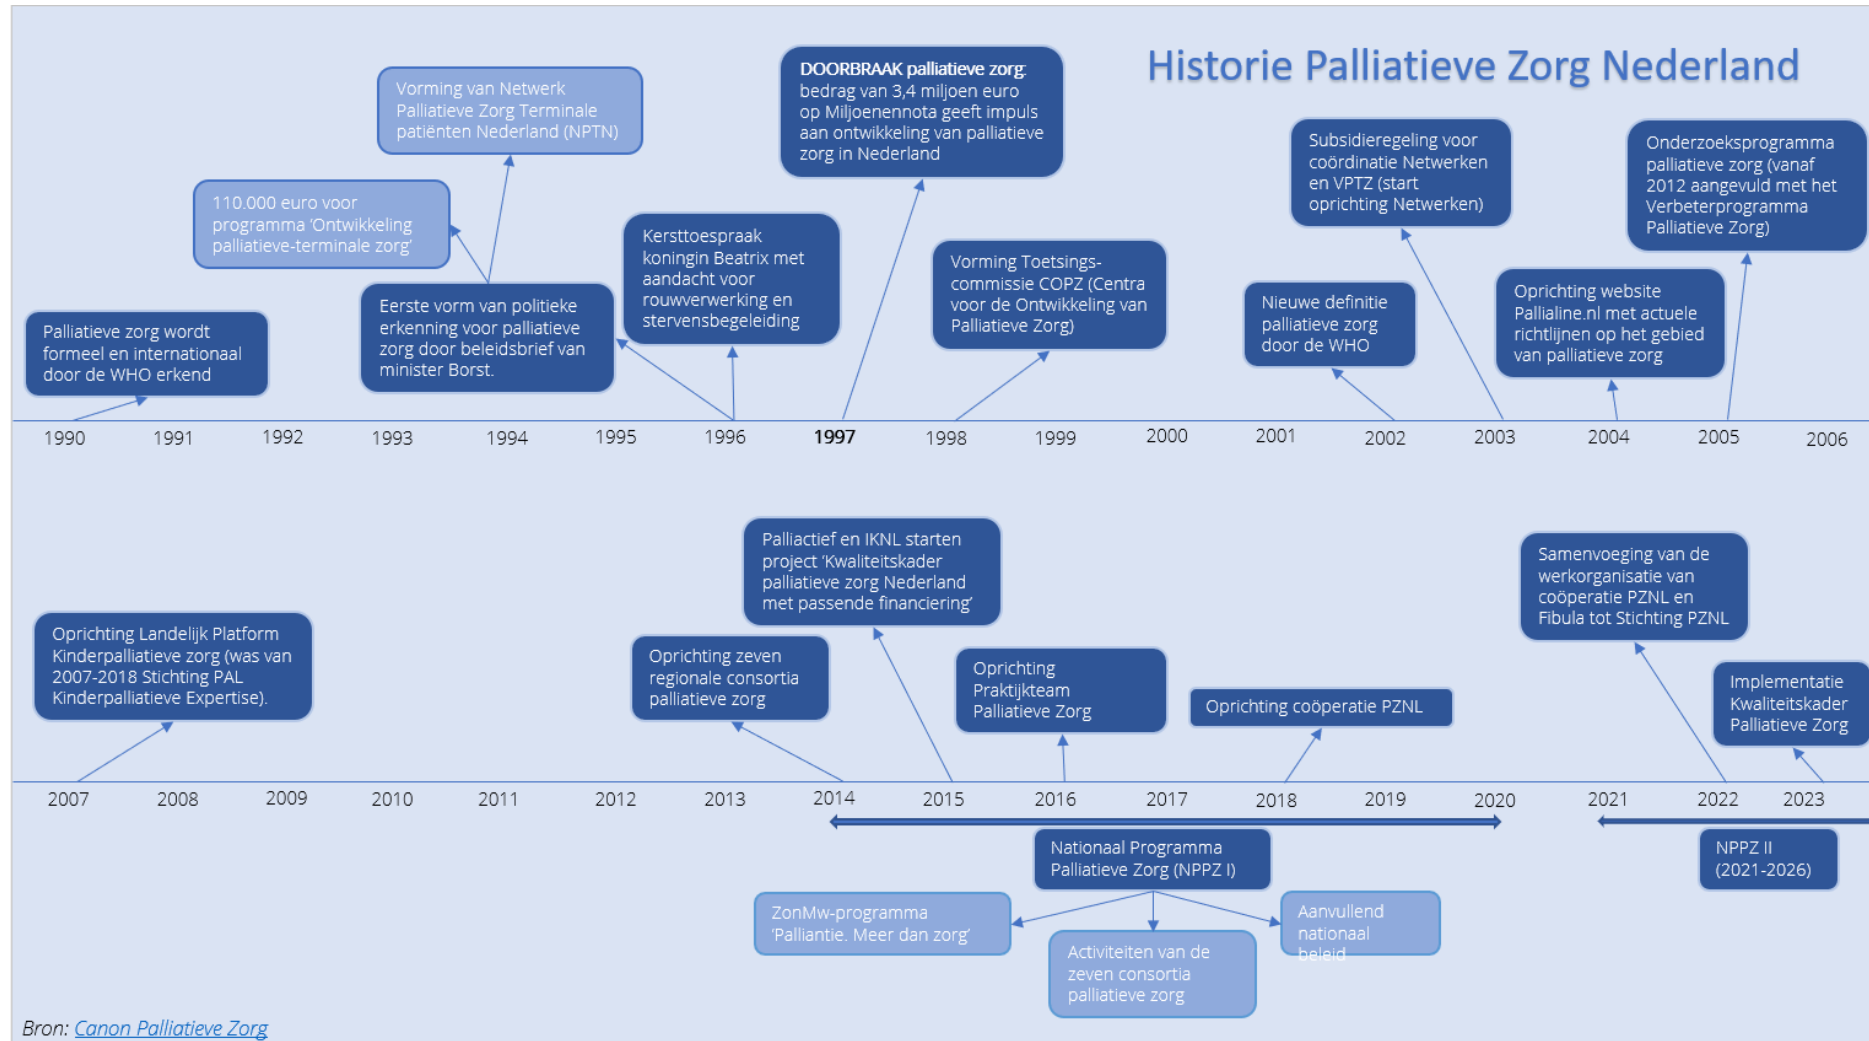 Historie Palliatieve Zorg Nederland
Vorming van Netwerk
Palliatieve Zorg Terminale
patiënten Nederland (NPTN)
DOORBRAAK palliatieve zorg:
bedrag van 3,4 miljoen euro
op Miljoenennota geeft impuls
aan ontwikkeling van palliatieve
zorg in Nederland
Subsidieregeling voor
coördinatie Netwerken
en VPTZ (start
oprichting Netwerken)
Onderzoeksprogramma
palliatieve zorg (vanaf
2012 aangevuld met het
Verbeterprogramma
Palliatieve Zorg)
110.000 euro voor
programma ‘Ontwikkeling
palliatieve-terminale zorg’
Kersttoespraak
koningin Beatrix met
aandacht voor
rouwverwerking en
stervensbegeleiding
Vorming Toetsings-
commissie COPZ (Centra
voor de Ontwikkeling van
Palliatieve Zorg)
Nieuwe definitie
palliatieve zorg
door de WHO
Oprichting website
Pallialine.nl met actuele
richtlijnen op het gebied
van palliatieve zorg
Palliatieve zorg wordt
formeel en internationaal
door de WHO erkend
Eerste vorm van politieke
erkenning voor palliatieve
zorg door beleidsbrief van
minister Borst.
1990 1991 1992 1993 1994 1995 1996 1997 1998 1999 2000 2001 2002 2003 2004 2005 2006
Palliactief en IKNL starten
project ‘Kwaliteitskader
palliatieve zorg Nederland
met passende financiering’
Samenvoeging van de
werkorganisatie van
coöperatie PZNL en
Fibula tot Stichting PZNL
Oprichting Landelijk Platform
Kinderpalliatieve zorg (was van
2007-2018 Stichting PAL
Kinderpalliatieve Expertise).
Oprichting zeven
regionale consortia
palliatieve zorg
Oprichting
Praktijkteam
Palliatieve Zorg
Oprichting coöperatie PZNL
Implementatie
Kwaliteitskader
Palliatieve Zorg
2007 2008 2009 2010 2011 2012 2013 2014 2015 2016 2017 2018 2019 2020 2021 2022 2023
Nationaal Programma
Palliatieve Zorg (NPPZ I)
NPPZ II
(2021-2026)
ZonMw-programma
‘Palliantie. Meer dan zorg’
Activiteiten van de
zeven consortia
palliatieve zorg
Aanvullend
nationaal
beleid
Bron: Canon Palliatieve Zorg